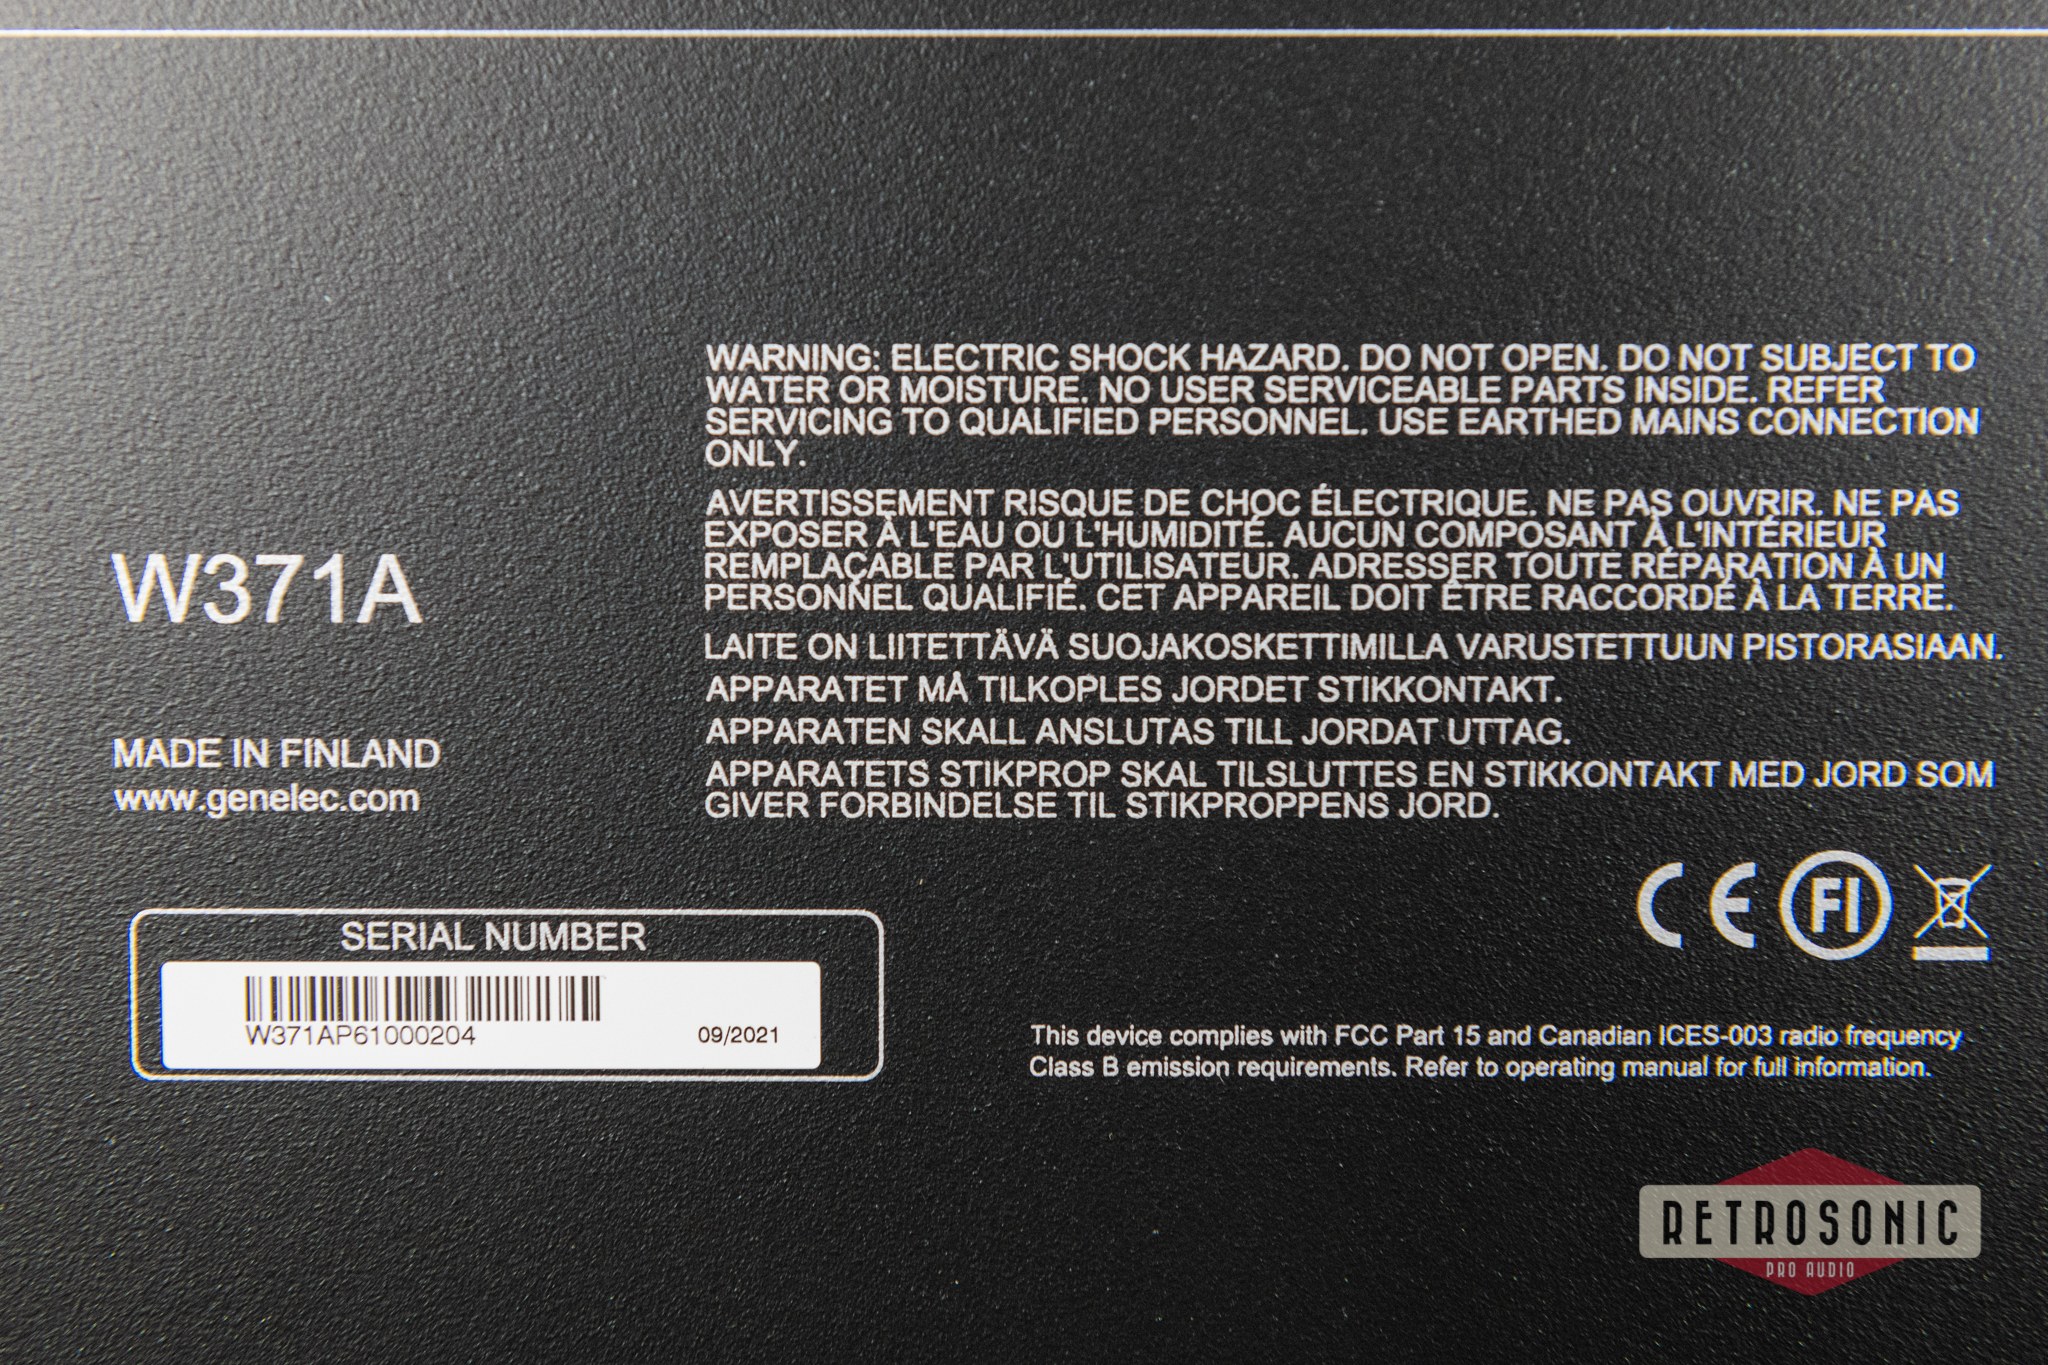 WARNING: ELECTRIC SHOCK HAZARD. DO NOT OPEN. DO NOT SUBJECT TO
WATER OR MOISTURE. NO USER SERVICEABLE PARTS INSIDE. REFER
SERVICING TO QUALIFIED PERSONNEL. USE EARTHED MAINS CONNECTION
ONLY.
AVERTISSEMENT RISQUE DE CHOC ÉLECTRIQUE. NE PAS OUVRIR. NE PAS
EXPOSER À L'EAU OU L'HUMIDITÉ. AUCUN COMPOSANT À L'INTÉRIEUR
REMPLAÇABLE PAR L'UTILISATEUR. ADRESSER TOUTE RÉPARATION À UN
PERSONNEL QUALIFIÉ. CET APPAREIL DOIT ÊTRE RACCORDÉ À LA TERRE.
LAITE ON LIITETTÄVÄ SUOJAKOSKETTIMILLA VARUSTETTUUN PISTORASIAAN.
APPARATET MÅ TILKOPLES JORDET STIKKONTAKT.
APPARATEN SKALL ANSLUTAS TILL JORDAT UTTAG.
APPARATETS STIKPROP SKAL TILSLUTTES EN STIKKONTAKT MED JORD SOM
GIVER FORBINDELSE TIL STIKPROPPENS JORD.
W371A
MADE IN FINLAND
www.genelec.com
CE FI
SERIAL NUMBER
W371AP61000204 09/2021
This device complies with FCC Part 15 and Canadian ICES-003 radio frequency
Class B emission requirements. Refer to operating manual for full information.
RETROSONIC
PRO AUDIO